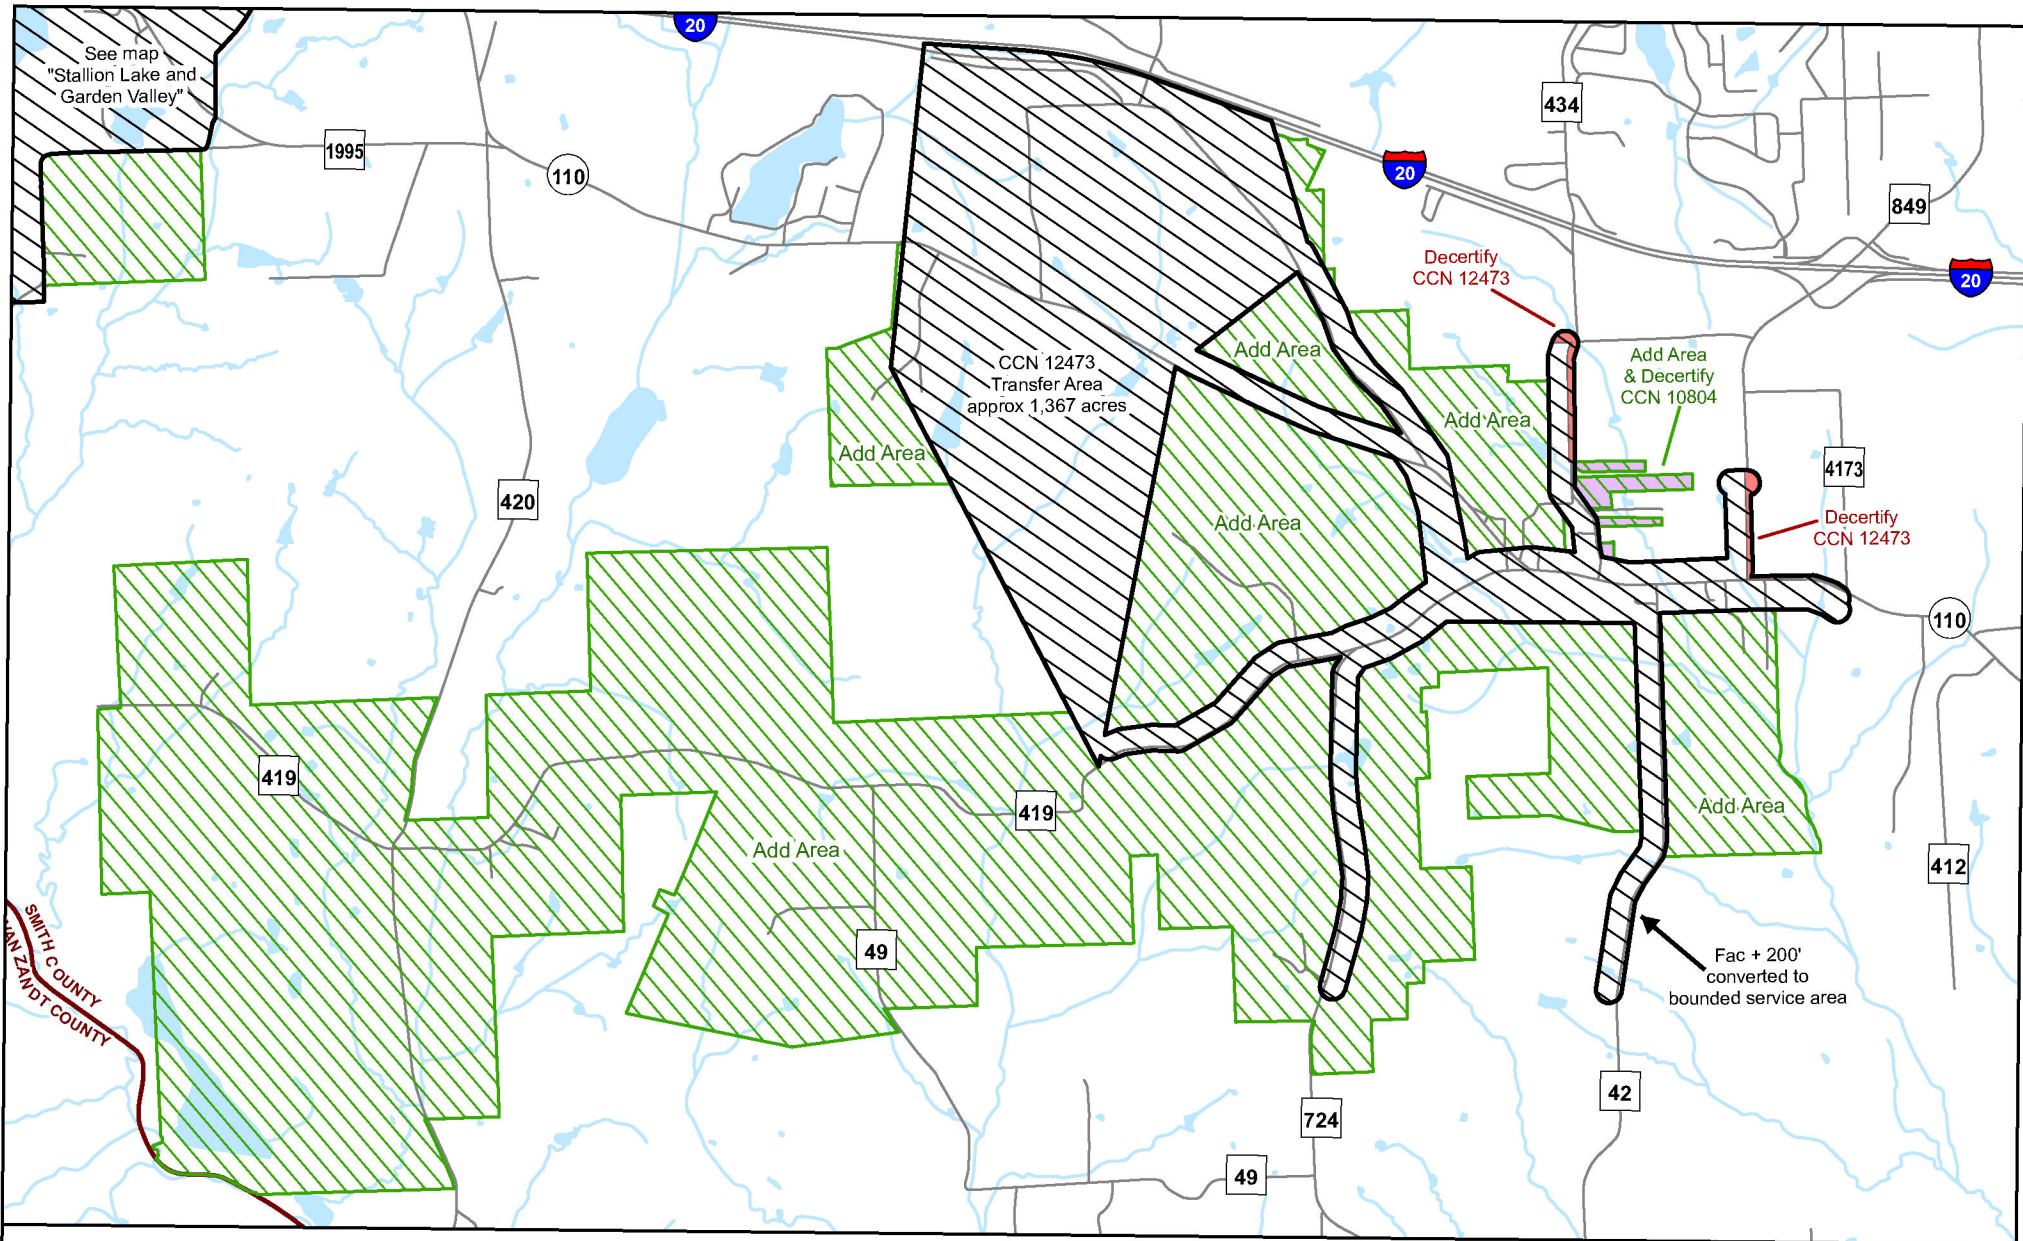 20
See map
"Stallion Lake and
Garden Valley"
434
1995
20
110
849
Decertify
CCN 12473
20
Add Area
CCN 12473
Transfer Area
approx 1,367 acres
Add Area
& Decertify
CCN 10804
Add Area
Add Area
4173
420
Add Area
Decertify
CCN 12473
110
419
419
Add Area
Add Area
412
SMITH COUNTY
VAN ZANDT COUNTY
49
Fac + 200'
converted to
bounded service area
42
724
49